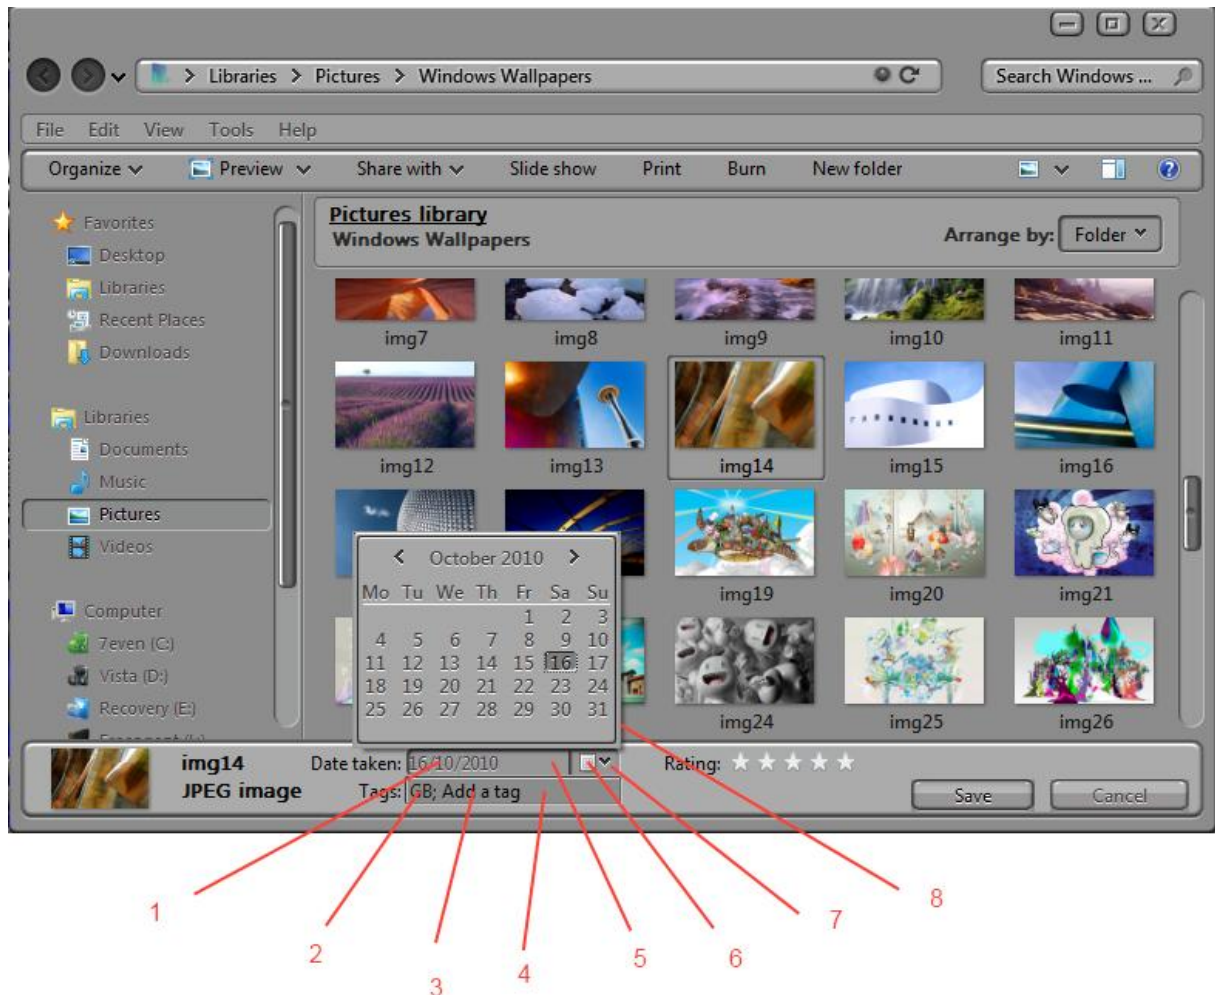 Libraries > Pictures > Windows Wallpapers
Search Windows ...
File Edit View Tools Help
Organize Preview Share with Slide show Print Burn New folder
Favorites
Desktop
Libraries
Recent Places
Downloads
Libraries
Documents
Music
Pictures
Videos
Computer
7even (C:)
Vista (D:)
Recovery (E:)
Pictures library
Windows Wallpapers
Arrange by: Folder
img7 img8 img9 img10 img11
img12 img13 img14 img15 img16
img19 img20 img21
img24 img25 img26
October 2010
Mo Tu We Th Fr Sa Su
1 2 3
4 5 6 7 8 9 10
11 12 13 14 15 16 17
18 19 20 21 22 23 24
25 26 27 28 29 30 31
img14
JPEG image
Date taken: 16/10/2010
Rating:
Tags: GB; Add a tag
Save Cancel
1 2 3 4 5 6 7 8